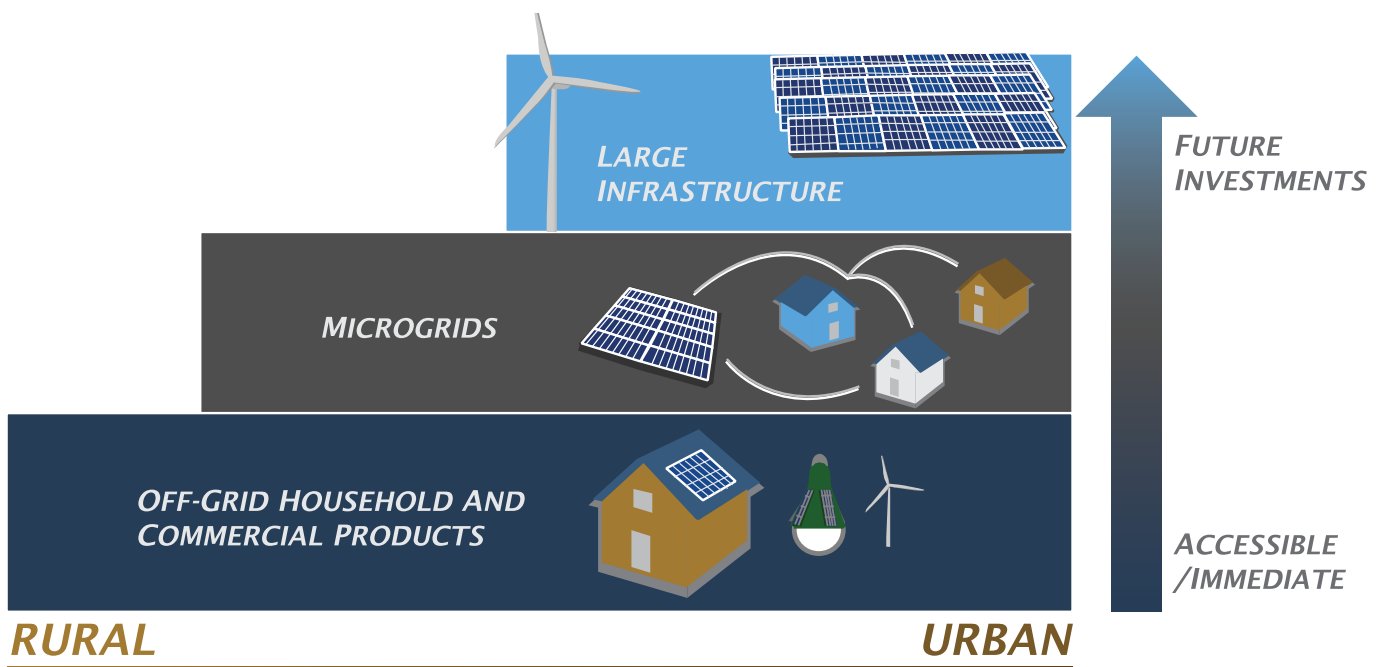 LARGE
INFRASTRUCTURE
FUTURE
INVESTMENTS
MICROGRIDS
OFF-GRID HOUSEHOLD AND
COMMERCIAL PRODUCTS
ACCESSIBLE
/IMMEDIATE
RURAL
URBAN